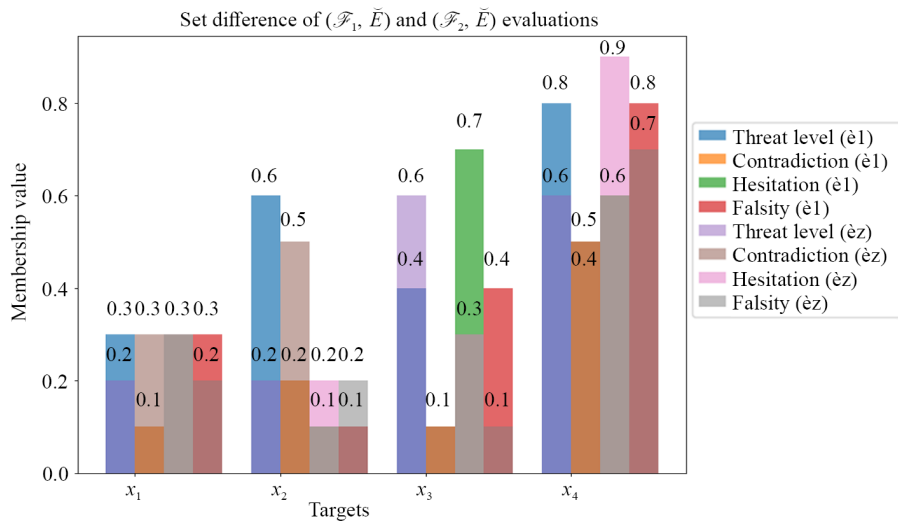 Set difference of (ℱ₁, Ĕ) and (ℱ₂, Ĕ) evaluations
Membership value
0.8
0.6
0.4
0.2
0.0
0.3 0.3 0.3 0.3
0.2 0.2
0.1
0.6
0.5
0.2 0.2 0.2 0.2
0.1 0.1
0.6
0.7
0.4 0.4
0.3
0.1 0.1
0.9
0.8 0.8
0.7
0.6 0.6
0.5
0.4
x₁ x₂ x₃ x₄
Targets
Threat level (è1)
Contradiction (è1)
Hesitation (è1)
Falsity (è1)
Threat level (èz)
Contradiction (èz)
Hesitation (èz)
Falsity (èz)